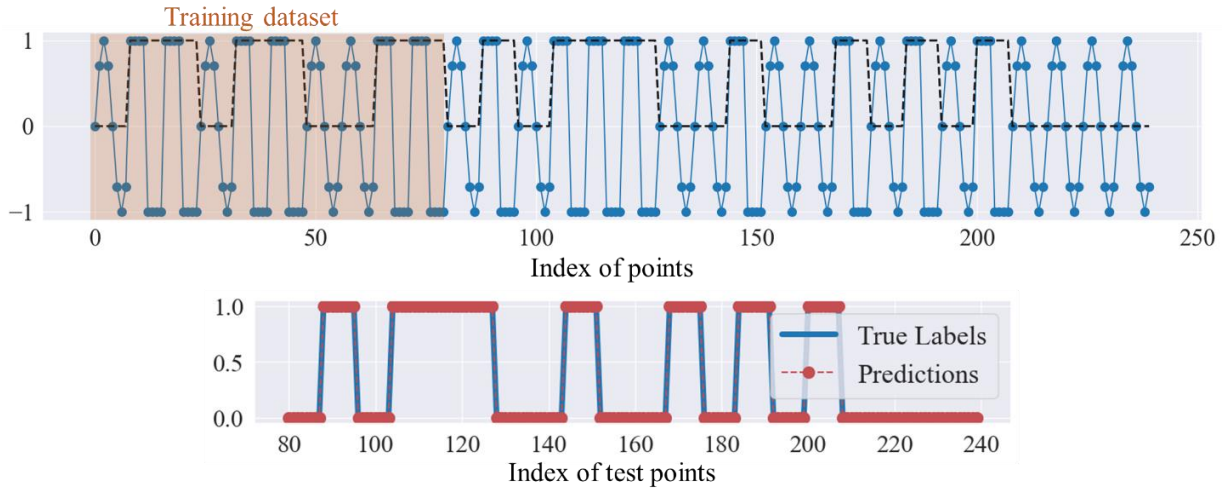 Training dataset
1
0
−1
0 50 100 150 200 250
Index of points
1.0
0.5
0.0
True Labels
Predictions
80 100 120 140 160 180 200 220 240
Index of test points